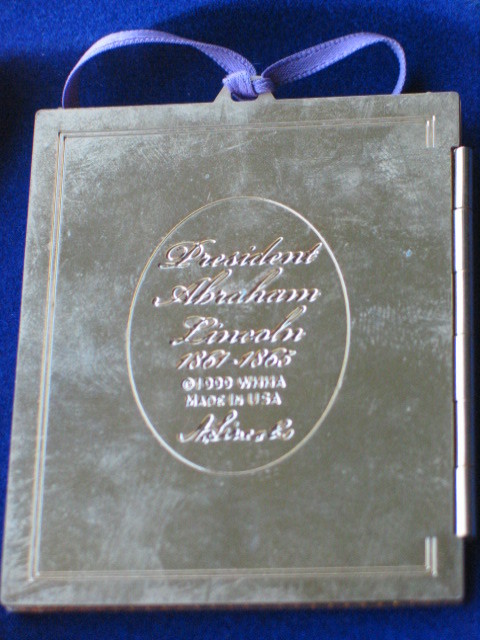 President
Abraham
Lincoln
1861-1865
©1999 WHHA
MADE IN USA